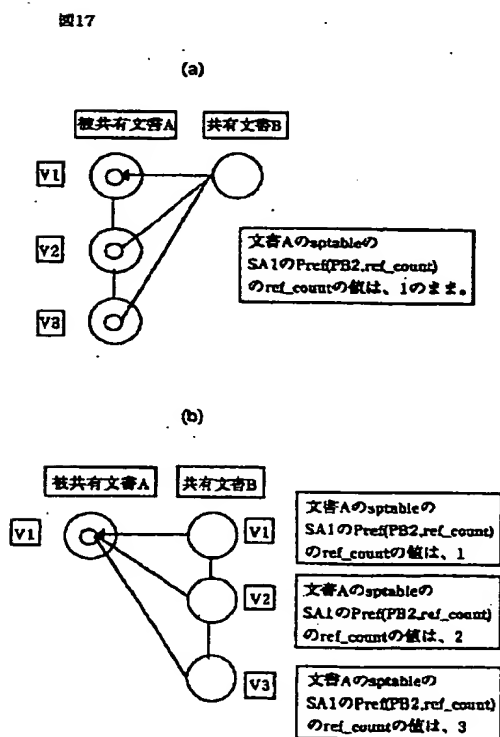 図17
(a)
被共有文書A 共有文書B
V1
V2
文書Aのsptableの
SA1のPref(PB2,ref_count)
のref_countの値は、1のまま。
V3
(b)
被共有文書A 共有文書B
V1 V1
文書Aのsptableの
SA1のPref(PB2,ref_count)
のref_countの値は、1
V2
文書Aのsptableの
SA1のPref(PB2,ref_count)
のref_countの値は、2
V3
文書Aのsptableの
SA1のPref(PB2,ref_count)
のref_countの値は、3